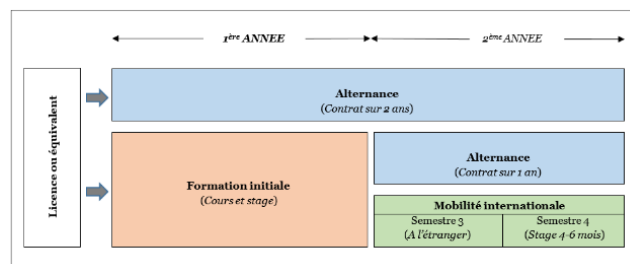 1ère ANNEE
2ème ANNEE
Licence ou équivalent
Alternance
(Contrat sur 2 ans)
Formation initiale
(Cours et stage)
Alternance
(Contrat sur 1 an)
Mobilité internationale
Semestre 3
(A l'étranger)
Semestre 4
(Stage 4-6 mois)